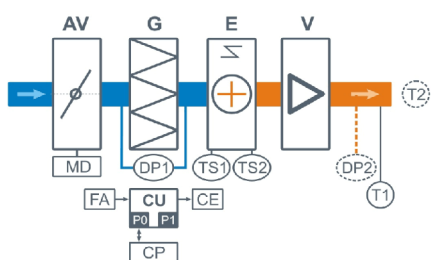 AV G E V
T2
MD DP1 TS1 TS2 DP2
FA CU CE T1
P0 P1
CP